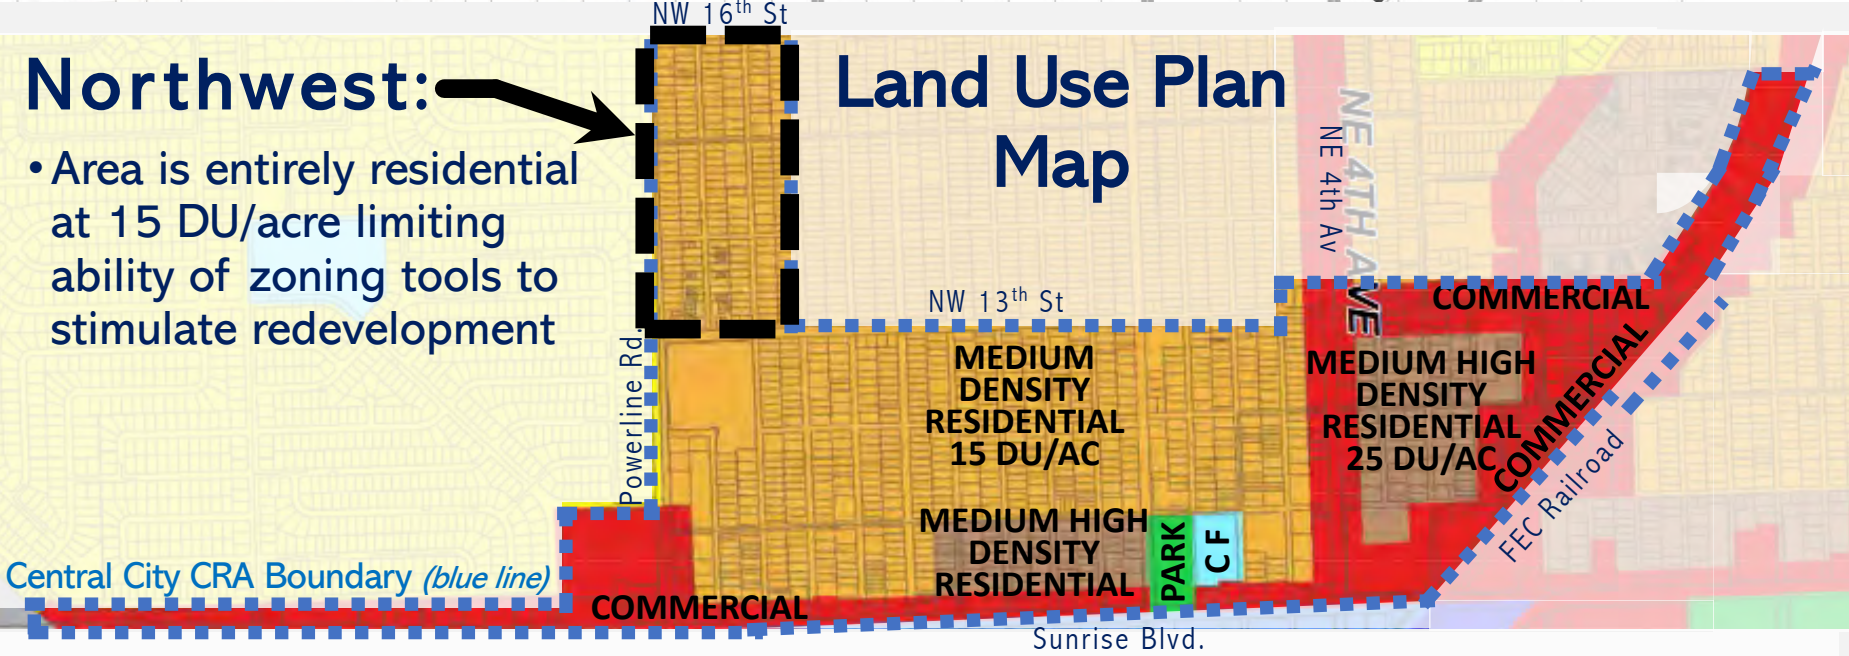 NW 16th St
Northwest:
Land Use Plan
Map
• Area is entirely residential
at 15 DU/acre limiting
ability of zoning tools to
stimulate redevelopment
NE 4TH AVE
NE 4th Av
NW 13th St
COMMERCIAL
COMMERCIAL
Powerline Rd.
MEDIUM
DENSITY
RESIDENTIAL
15 DU/AC
MEDIUM HIGH
DENSITY
RESIDENTIAL
25 DU/AC
FEC Railroad
MEDIUM HIGH
DENSITY
RESIDENTIAL
PARK
CF
Central City CRA Boundary (blue line)
COMMERCIAL
Sunrise Blvd.